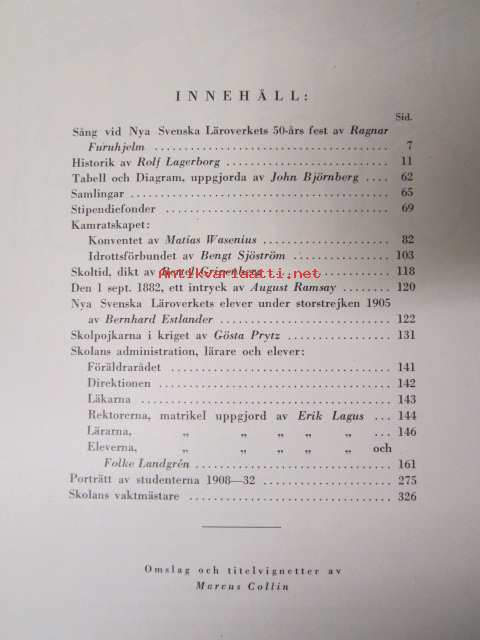 INNEHÅLL:
Sid.
Sång vid Nya Svenska Läroverkets 50-års fest av Ragnar
Furuhjelm 7
Historik av Rolf Lagerborg 11
Tabell och Diagram, uppgjorda av John Björnberg 62
Samlingar 65
Stipendiefonder 69
Kamratskapet:
Konventet av Matias Wasenius 82
Idrottsförbundet av Bengt Sjöström 103
Skoltid, dikt av Bertel Gripenberg 118
Antikvariaatti.net
Den 1 sept. 1882, ett intryck av August Ramsay 120
Nya Svenska Läroverkets elever under storstrejken 1905
av Bernhard Estlander 122
Skolpojkarna i kriget av Gösta Prytz 131
Skolans administration, lärare och elever:
Föräldrarådet 141
Direktionen 142
Läkarna 143
Rektorerna, matrikel uppgjord av Erik Lagus ... 144
Lärarna, „ „ „ „ „ ... 146
Eleverna, „ „ „ „ „ och
Folke Landgrén 161
Porträtt av studenterna 1908—32 275
Skolans vaktmästare 326
Omslag och titelvignetter av
Marcus Collin